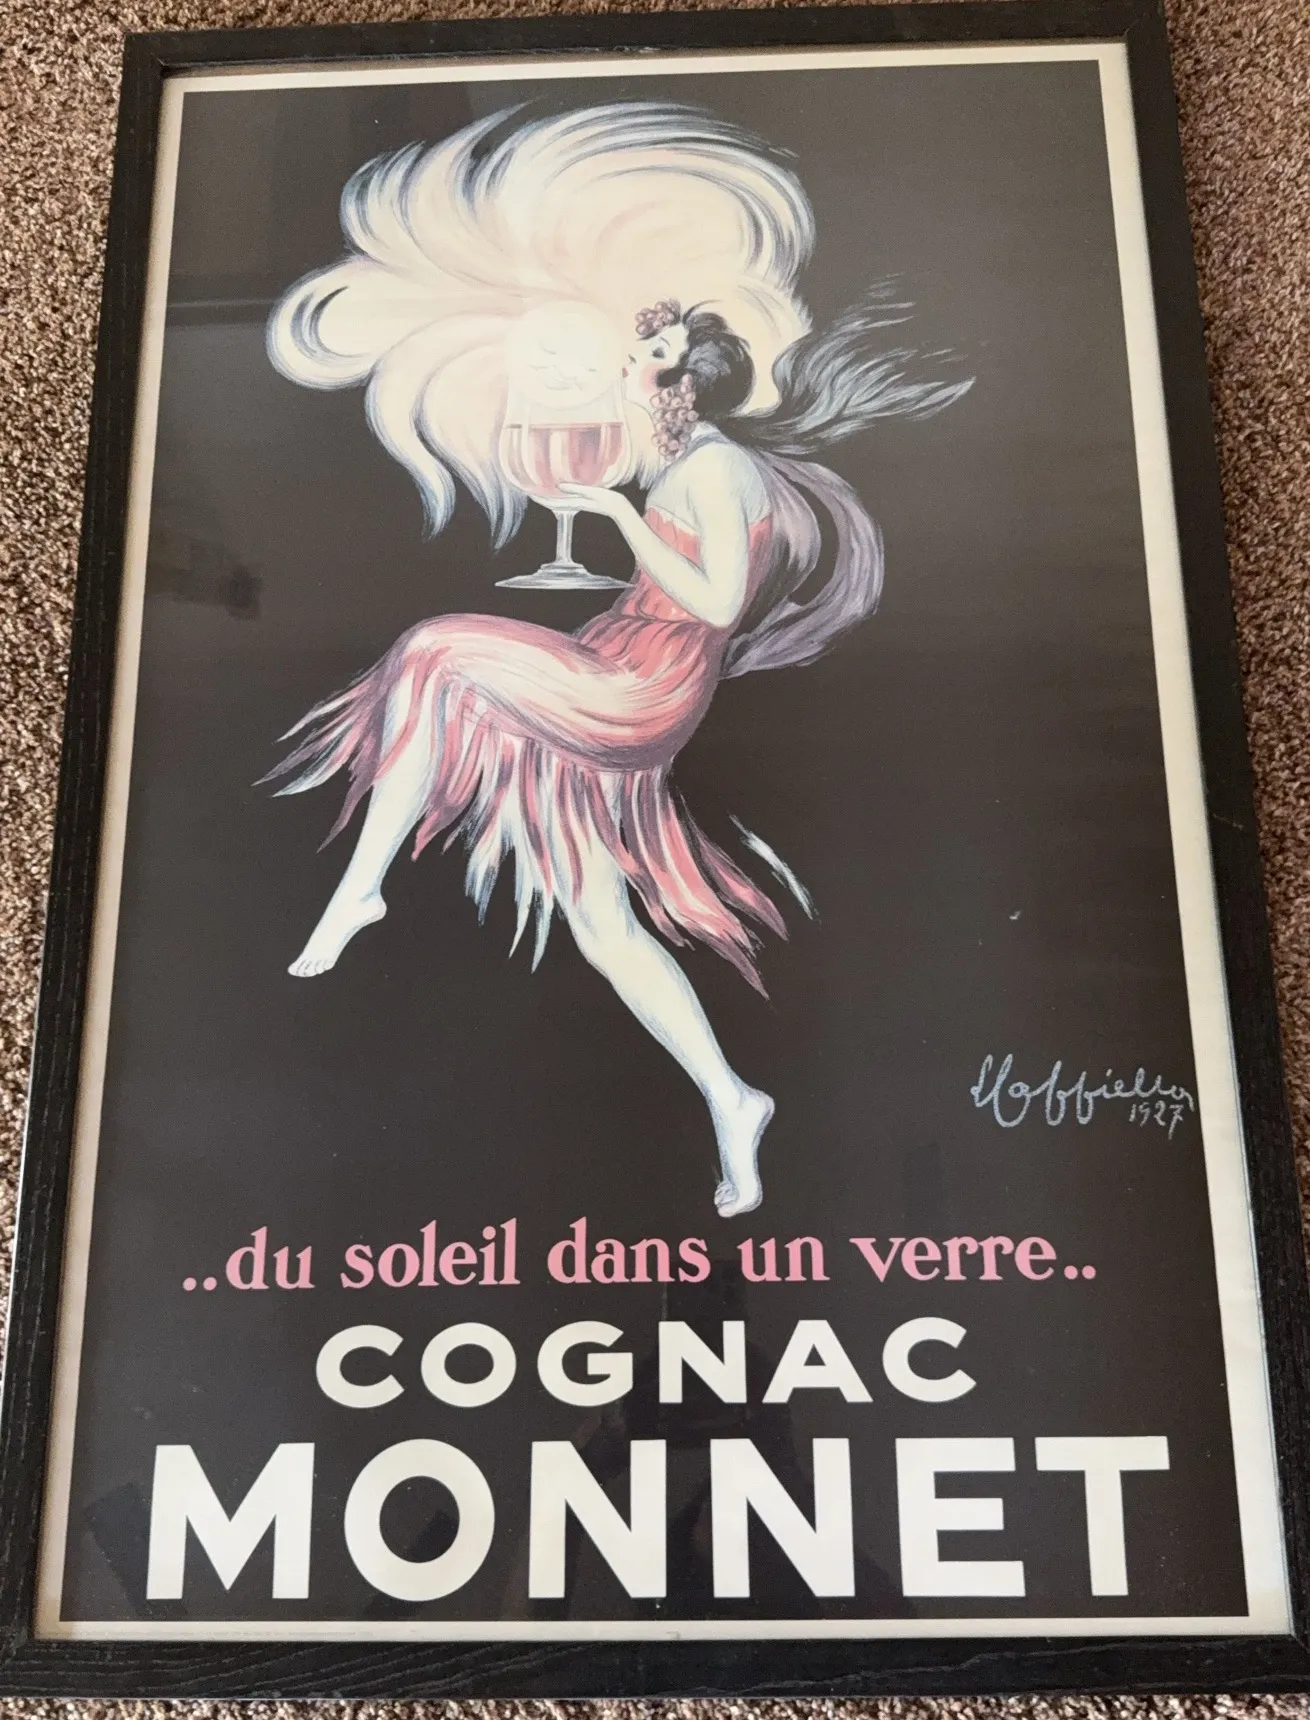 Cappiello
1927
..du soleil dans un verre..
COGNAC
MONNET